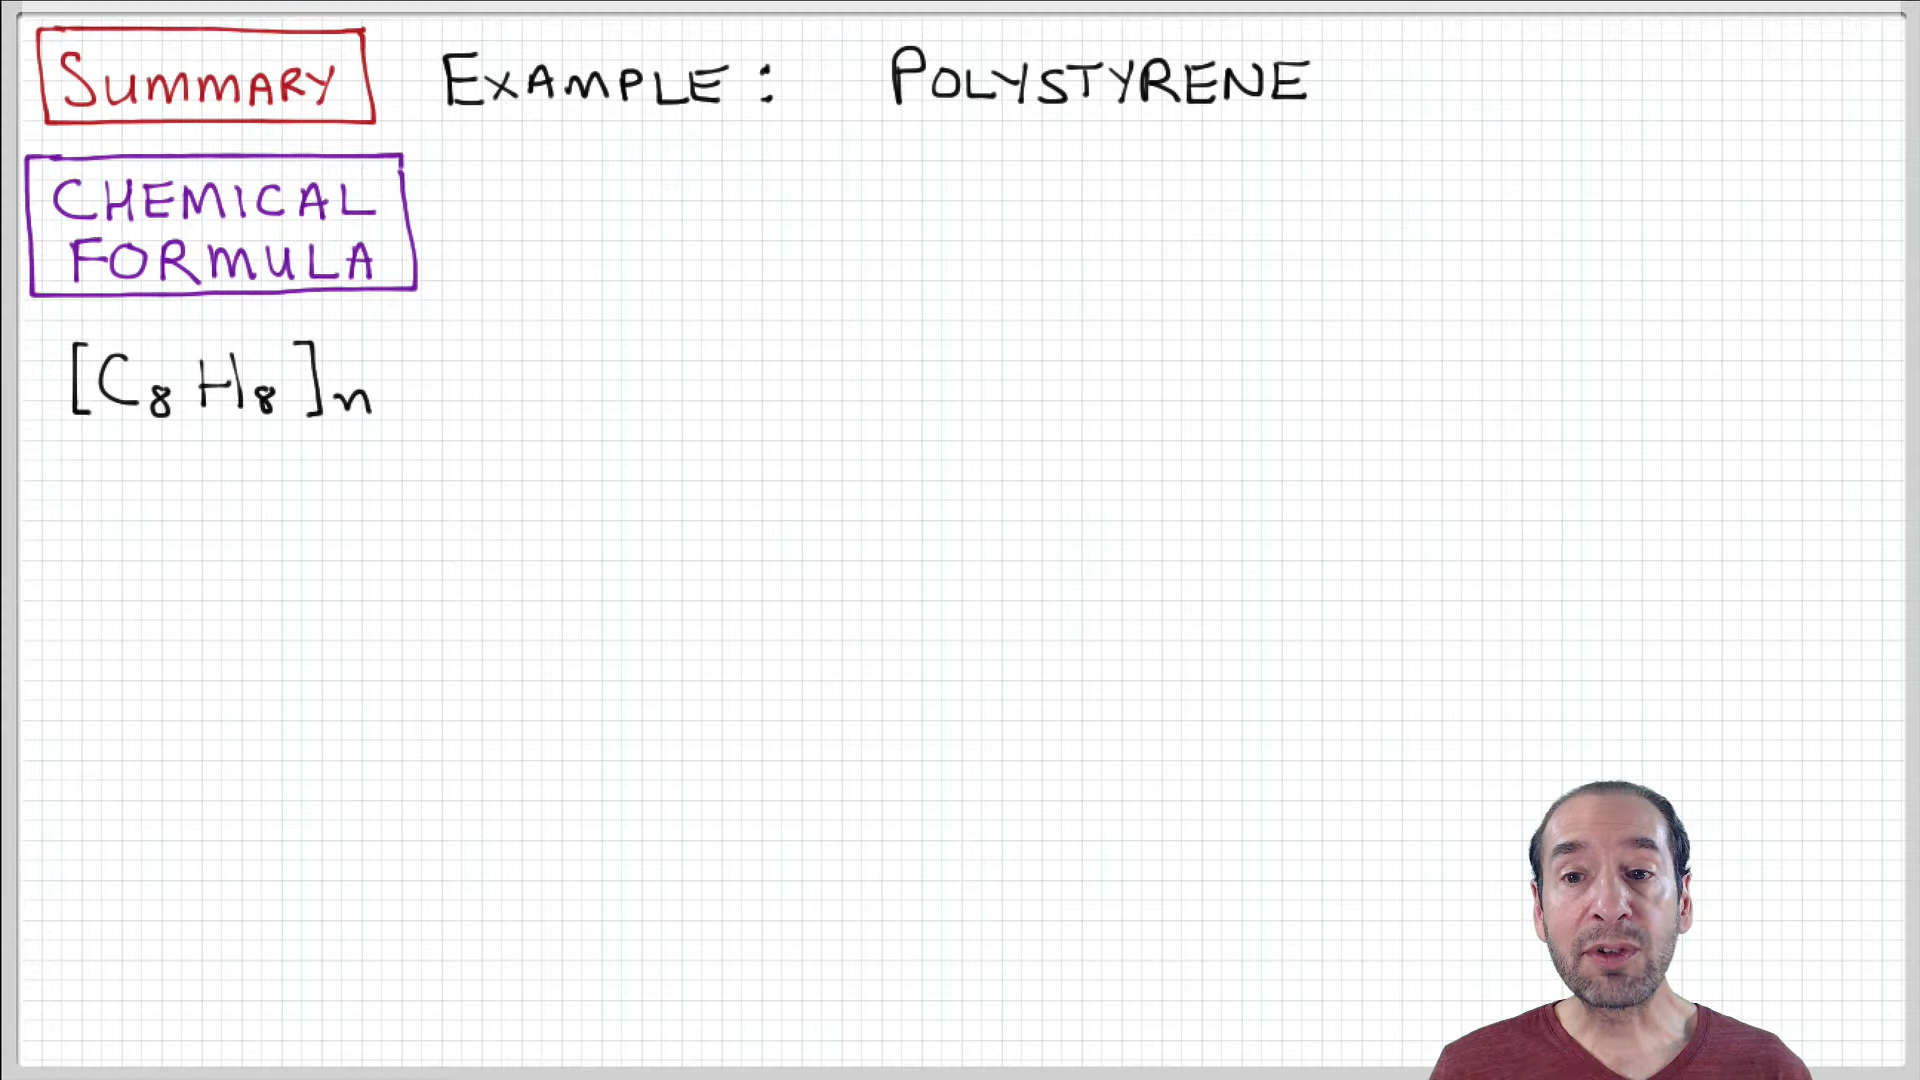 SUMMARY EXAMPLE: POLYSTYRENE
CHEMICAL
FORMULA
[C₈H₈]ₙ